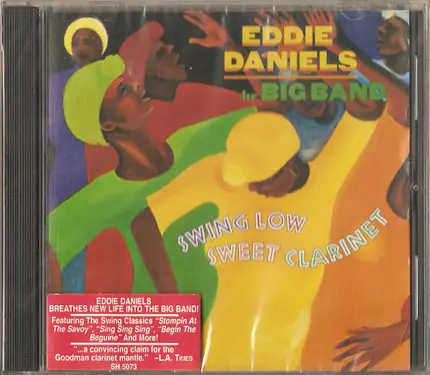 EDDIE
DANIELS
hr BIG BAND
SWING LOW
SWEET CLARINET
EDDIE DANIELS
BREATHES NEW LIFE INTO THE BIG BAND!
Featuring The Swing Classics "Stompin At
The Savoy", "Sing Sing Sing", "Begin The
Beguine" And More!
"...a convincing claim for the
Goodman clarinet mantle." –L.A. TIMES
SH 5073